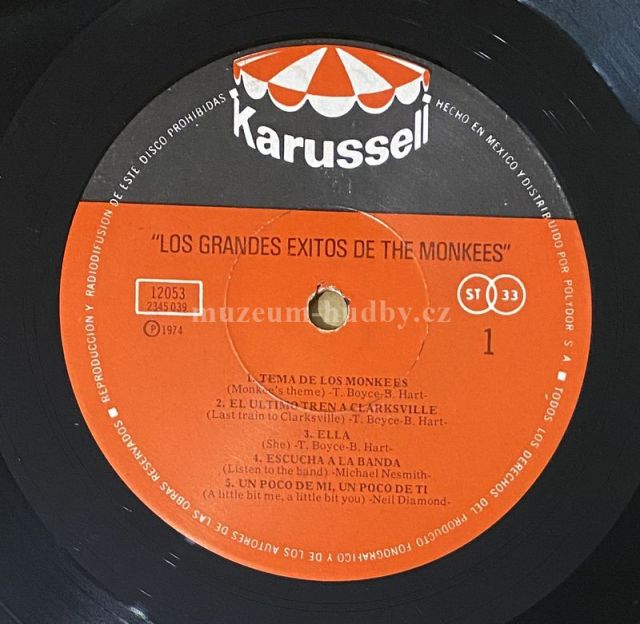 Karussell
REPRODUCCION Y RADIODIFUSION DE ESTE DISCO PROHIBIDAS
HECHO EN MEXICO Y DISTRIBUIDO POR POLYDOR, S A
"LOS GRANDES EXITOS DE THE MONKEES"
12053
2345 039
Ⓟ 1974
ST 33
1
muzeum-hudby.cz
1. TEMA DE LOS MONKEES
(Monkee's theme) -T. Boyce-B. Hart-
2. EL ULTIMO TREN A CLARKSVILLE
(Last train to Clarksville) -T. Boyce-B. Hart-
3. ELLA
(She) -T. Boyce-B. Hart-
4. ESCUCHA A LA BANDA
(Listen to the band) -Michael Nesmith-
5. UN POCO DE MI, UN POCO DE TI
(A little bit me, a little bit you) -Neil Diamond-
TODOS LOS DERECHOS DEL PRODUCTO FONOGRAFICO Y DE LOS AUTORES DE LAS OBRAS RESERVADOS